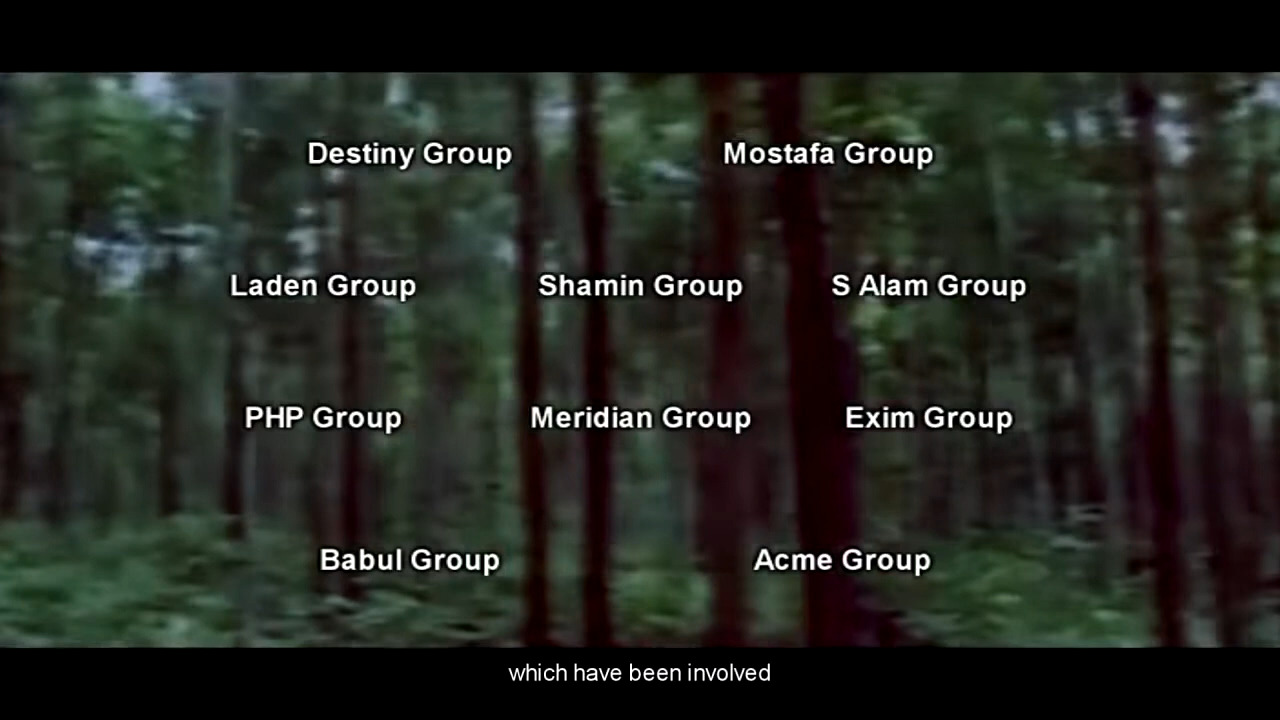 Destiny Group Mostafa Group
Laden Group Shamin Group S Alam Group
PHP Group Meridian Group Exim Group
Babul Group Acme Group
which have been involved